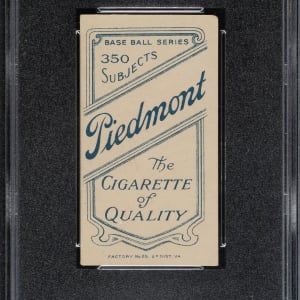 BASE BALL SERIES
350
SUBJECTS
Piedmont
The
CIGARETTE
of
QUALITY
FACTORY No 25, 2nd DIST. VA.